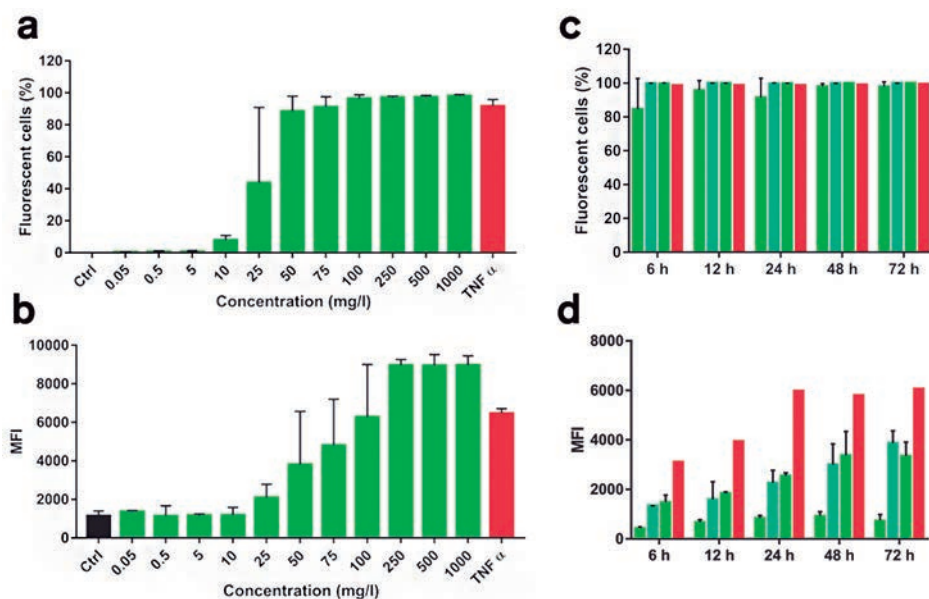 a
Fluorescent cells (%)
120
100
80
60
40
20
0
Ctrl 0.05 0.5 5 10 25 50 75 100 250 500 1000 TNF α
Concentration (mg/l)
b
MFI
10000
8000
6000
4000
2000
0
Ctrl 0.05 0.5 5 10 25 50 75 100 250 500 1000 TNF α
Concentration (mg/l)
c
Fluorescent cells (%)
120
100
80
60
40
20
0
6 h 12 h 24 h 48 h 72 h
d
MFI
8000
6000
4000
2000
0
6 h 12 h 24 h 48 h 72 h